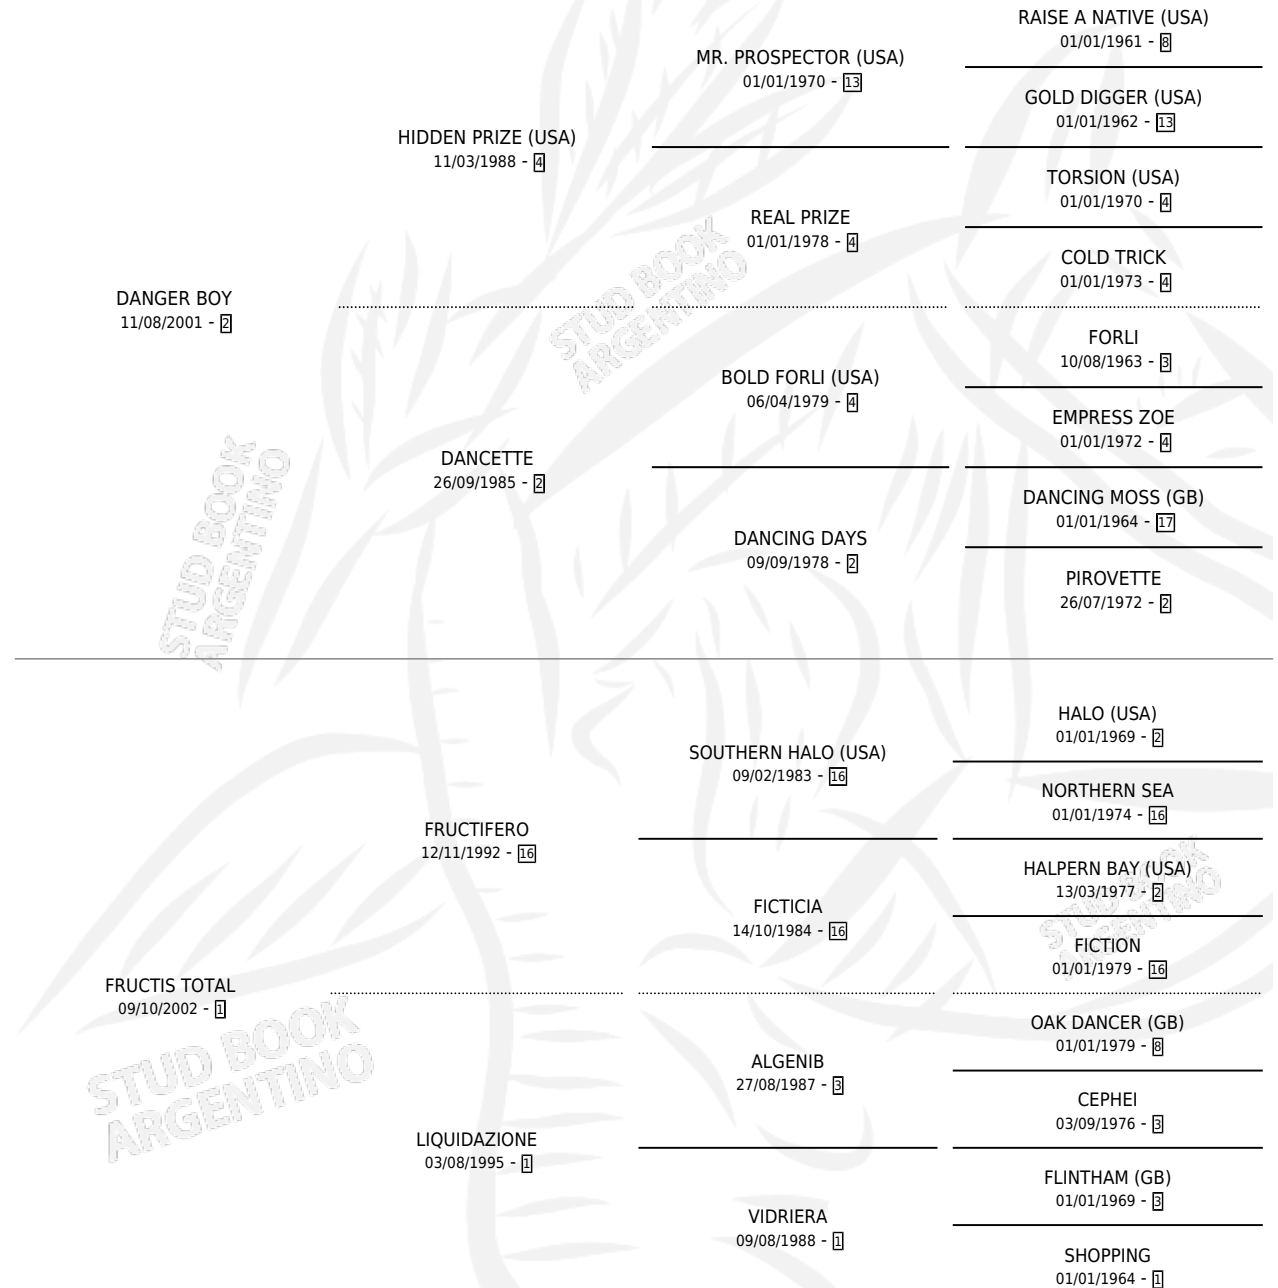 RAISE A NATIVE (USA)
01/01/1961 - 8
MR. PROSPECTOR (USA)
01/01/1970 - 13
GOLD DIGGER (USA)
01/01/1962 - 13
HIDDEN PRIZE (USA)
11/03/1988 - 4
TORSION (USA)
01/01/1970 - 4
REAL PRIZE
01/01/1978 - 4
COLD TRICK
01/01/1973 - 4
DANGER BOY
11/08/2001 - 2
FORLI
10/08/1963 - 3
BOLD FORLI (USA)
06/04/1979 - 4
EMPRESS ZOE
01/01/1972 - 4
DANCETTE
26/09/1985 - 2
DANCING MOSS (GB)
01/01/1964 - 17
DANCING DAYS
09/09/1978 - 2
PIROVETTE
26/07/1972 - 2
HALO (USA)
01/01/1969 - 2
SOUTHERN HALO (USA)
09/02/1983 - 16
NORTHERN SEA
01/01/1974 - 16
FRUCTIFERO
12/11/1992 - 16
HALPERN BAY (USA)
13/03/1977 - 2
FICTICIA
14/10/1984 - 16
FICTION
01/01/1979 - 16
FRUCTIS TOTAL
09/10/2002 - 1
OAK DANCER (GB)
01/01/1979 - 8
ALGENIB
27/08/1987 - 3
CEPHEI
03/09/1976 - 3
LIQUIDAZIONE
03/08/1995 - 1
FLINTHAM (GB)
01/01/1969 - 3
VIDRIERA
09/08/1988 - 1
SHOPPING
01/01/1964 - 1
STUD BOOK
ARGENTINO
STUD BOOK
ARGENTINO
STUD BOOK
ARGENTINO
STUD BOOK
ARGENTINO